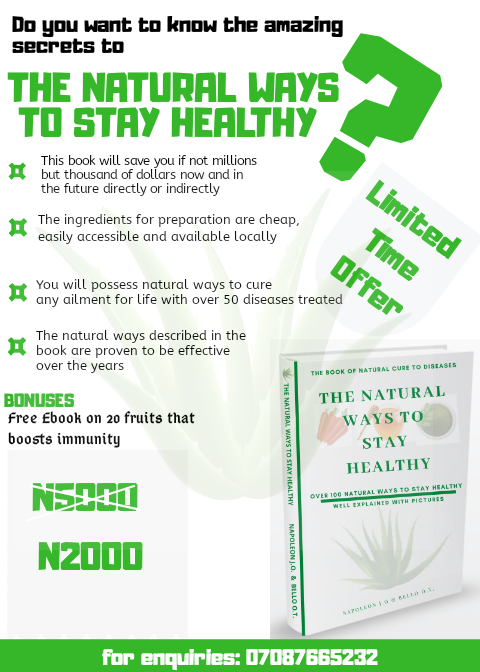 Do you want to know the amazing
secrets to
THE NATURAL WAYS
TO STAY HEALTHY
?
This book will save you if not millions
but thousand of dollars now and in
the future directly or indirectly
The ingredients for preparation are cheap,
easily accessible and available locally
You will possess natural ways to cure
any ailment for life with over 50 diseases treated
The natural ways described in the
book are proven to be effective
over the years
Limited
Time
Offer
BONUSES
Free Ebook on 20 fruits that
boosts immunity
N5000
N2000
THE BOOK OF NATURAL CURE TO DISEASES
THE NATURAL
WAYS TO
STAY
HEALTHY
OVER 100 NATURAL WAYS TO STAY HEALTHY
WELL EXPLAINED WITH PICTURES
NAPOLEON J.O & BELLO O.T.
THE NATURAL WAYS TO STAY HEALTHY NAPOLEON J.O. & BELLO O.T.
for enquiries: 07087665232